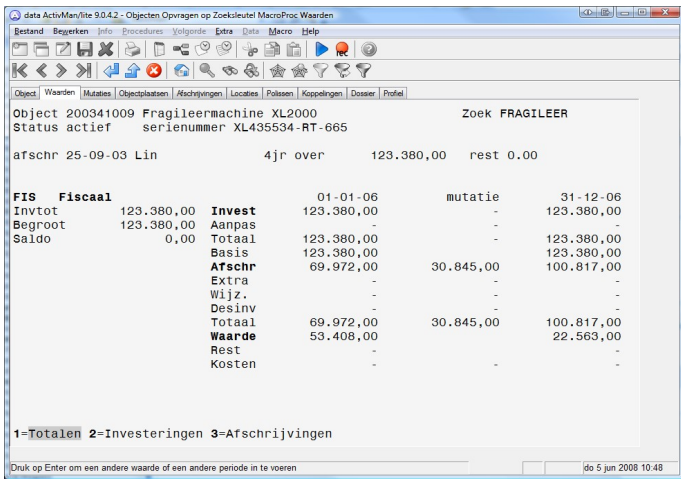 data ActivMan/lite 9.0.4.2 - Objecten Opvragen op Zoeksleutel MacroProc Waarden
Bestand Bewerken Info Procedures Volgorde Extra Data Macro Help
rec
Object Waarden Mutaties Objectplaatsen Afschrijvingen Locaties Polissen Koppelingen Dossier Profiel
Object 200341009 Fragileermachine XL2000 Zoek FRAGILEER
Status actief serienummer XL435534-RT-665
afschr 25-09-03 Lin 4jr over 123.380,00 rest 0.00
FIS Fiscaal 01-01-06 mutatie 31-12-06
Invtot 123.380,00 Invest 123.380,00 - 123.380,00
Begroot 123.380,00 Aanpas - - -
Saldo 0,00 Totaal 123.380,00 - 123.380,00
Basis 123.380,00 123.380,00
Afschr 69.972,00 30.845,00 100.817,00
Extra - - -
Wijz. - - -
Desinv - - -
Totaal 69.972,00 30.845,00 100.817,00
Waarde 53.408,00 22.563,00
Rest - -
Kosten - - -
1=Totalen 2=Investeringen 3=Afschrijvingen
Druk op Enter om een andere waarde of een andere periode in te voeren do 5 jun 2008 10:48